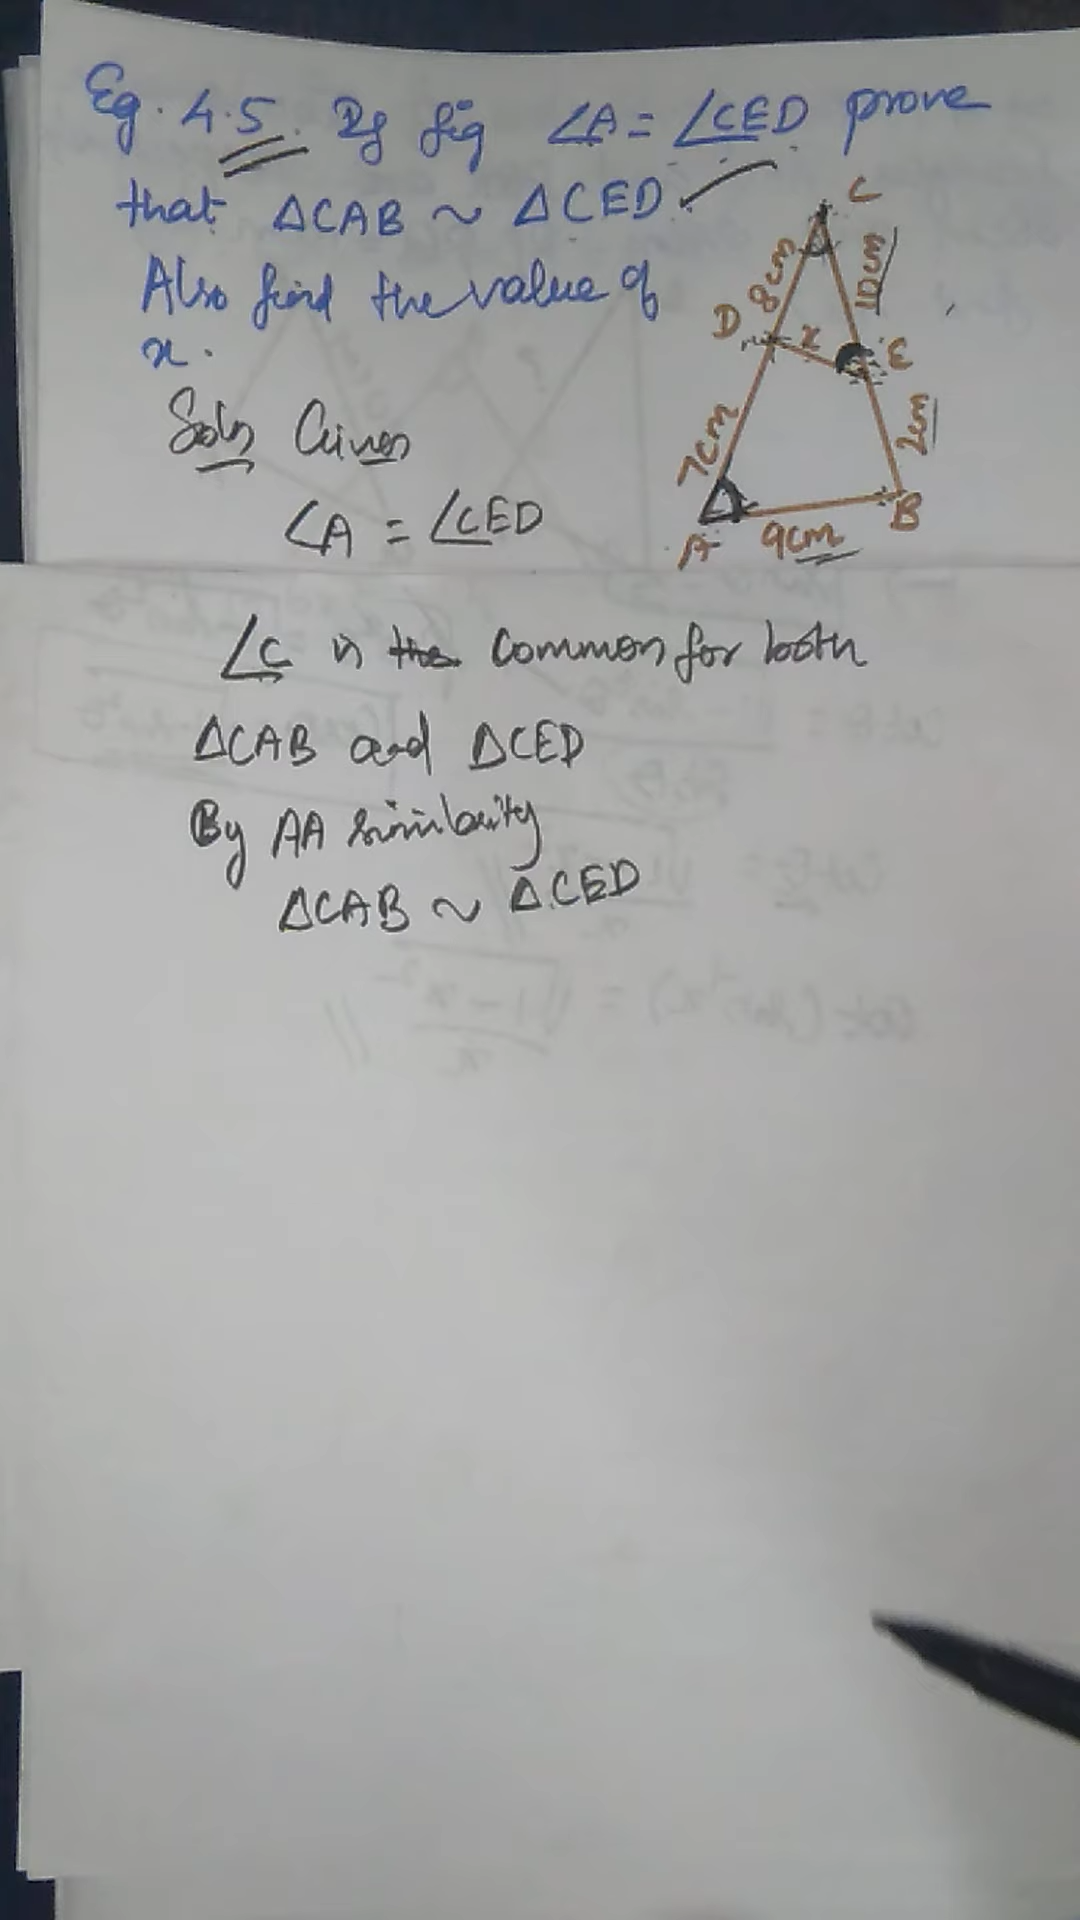 Eg. 4.5. If fig ∠A = ∠CED prove
that ΔCAB ~ ΔCED
Also find the value of
x.
C
8cm
10cm
D
x
E
7cm
2cm
A
9cm
B
Soln Given
∠A = ∠CED
∠C is the common for both
ΔCAB and ΔCED
By AA similarity
ΔCAB ~ ΔCED